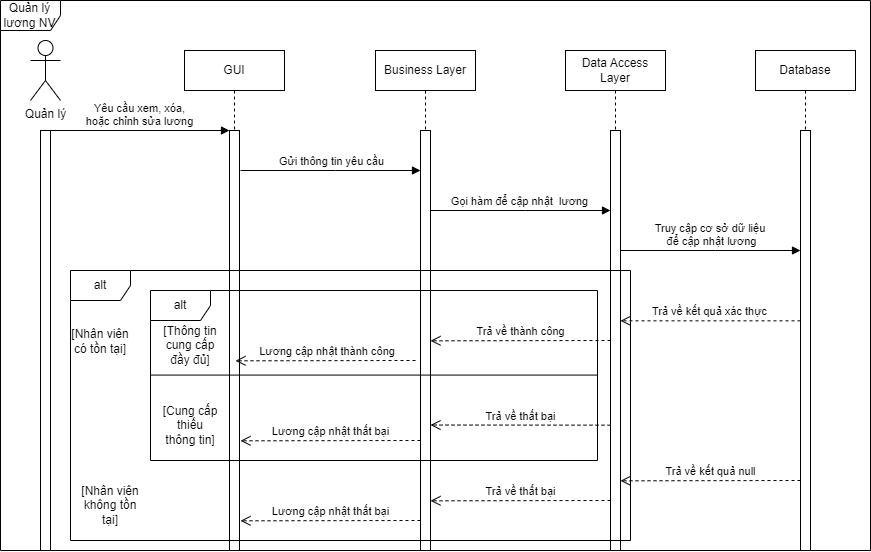 Quản lý
lương NV
GUI
Business Layer
Data Access
Layer
Database
Quản lý
Yêu cầu xem, xóa,
hoặc chỉnh sửa lương
Gửi thông tin yêu cầu
Gọi hàm để cập nhật lương
Truy cập cơ sở dữ liệu
để cập nhật lương
alt
alt
[Nhân viên
có tồn tại]
[Thông tin
cung cấp
đầy đủ]
Trả về kết quả xác thực
Trả về thành công
Lương cập nhật thành công
[Cung cấp
thiếu
thông tin]
Trả về thất bại
Lương cập nhật thất bại
Trả về kết quả null
[Nhân viên
không tồn
tại]
Trả về thất bại
Lương cập nhật thất bại